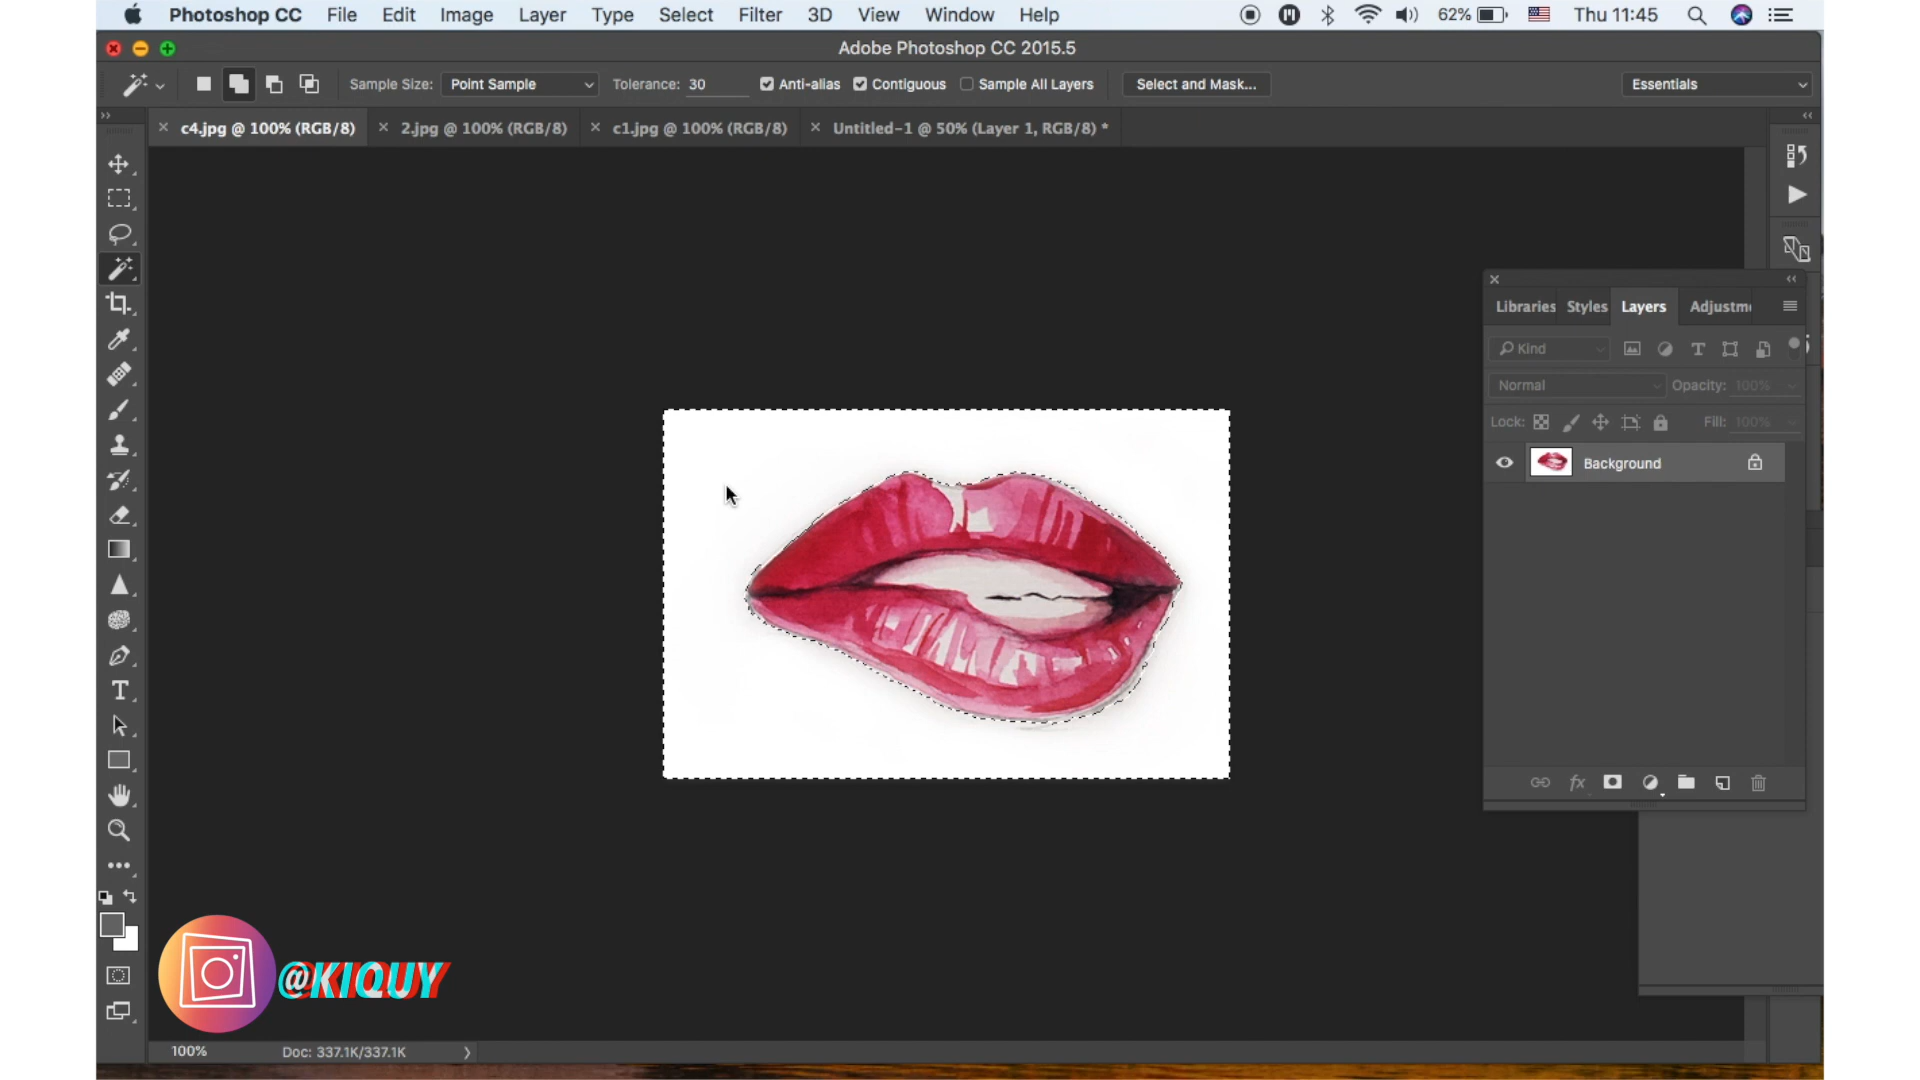 Photoshop CC File Edit Image Layer Type Select Filter 3D View Window Help 62% Thu 11:45
Adobe Photoshop CC 2015.5
Sample Size: Point Sample Tolerance: 30 Anti-alias Contiguous Sample All Layers Select and Mask... Essentials
c4.jpg @ 100% (RGB/8) 2.jpg @ 100% (RGB/8) c1.jpg @ 100% (RGB/8) Untitled-1 @ 50% (Layer 1, RGB/8) *
Libraries Styles Layers Adjustm
Kind
Normal Opacity: 100%
Lock: Fill: 100%
Background
fx
@KIQUY
100% Doc: 337.1K/337.1K